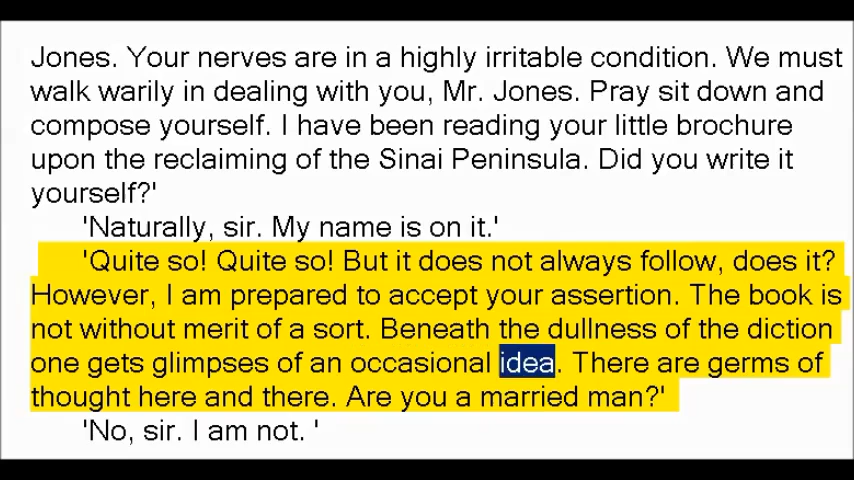 Jones. Your nerves are in a highly irritable condition. We must
walk warily in dealing with you, Mr. Jones. Pray sit down and
compose yourself. I have been reading your little brochure
upon the reclaiming of the Sinai Peninsula. Did you write it
yourself?'
'Naturally, sir. My name is on it.'
'Quite so! Quite so! But it does not always follow, does it?
However, I am prepared to accept your assertion. The book is
not without merit of a sort. Beneath the dullness of the diction
one gets glimpses of an occasional idea. There are germs of
thought here and there. Are you a married man?'
'No, sir. I am not. '